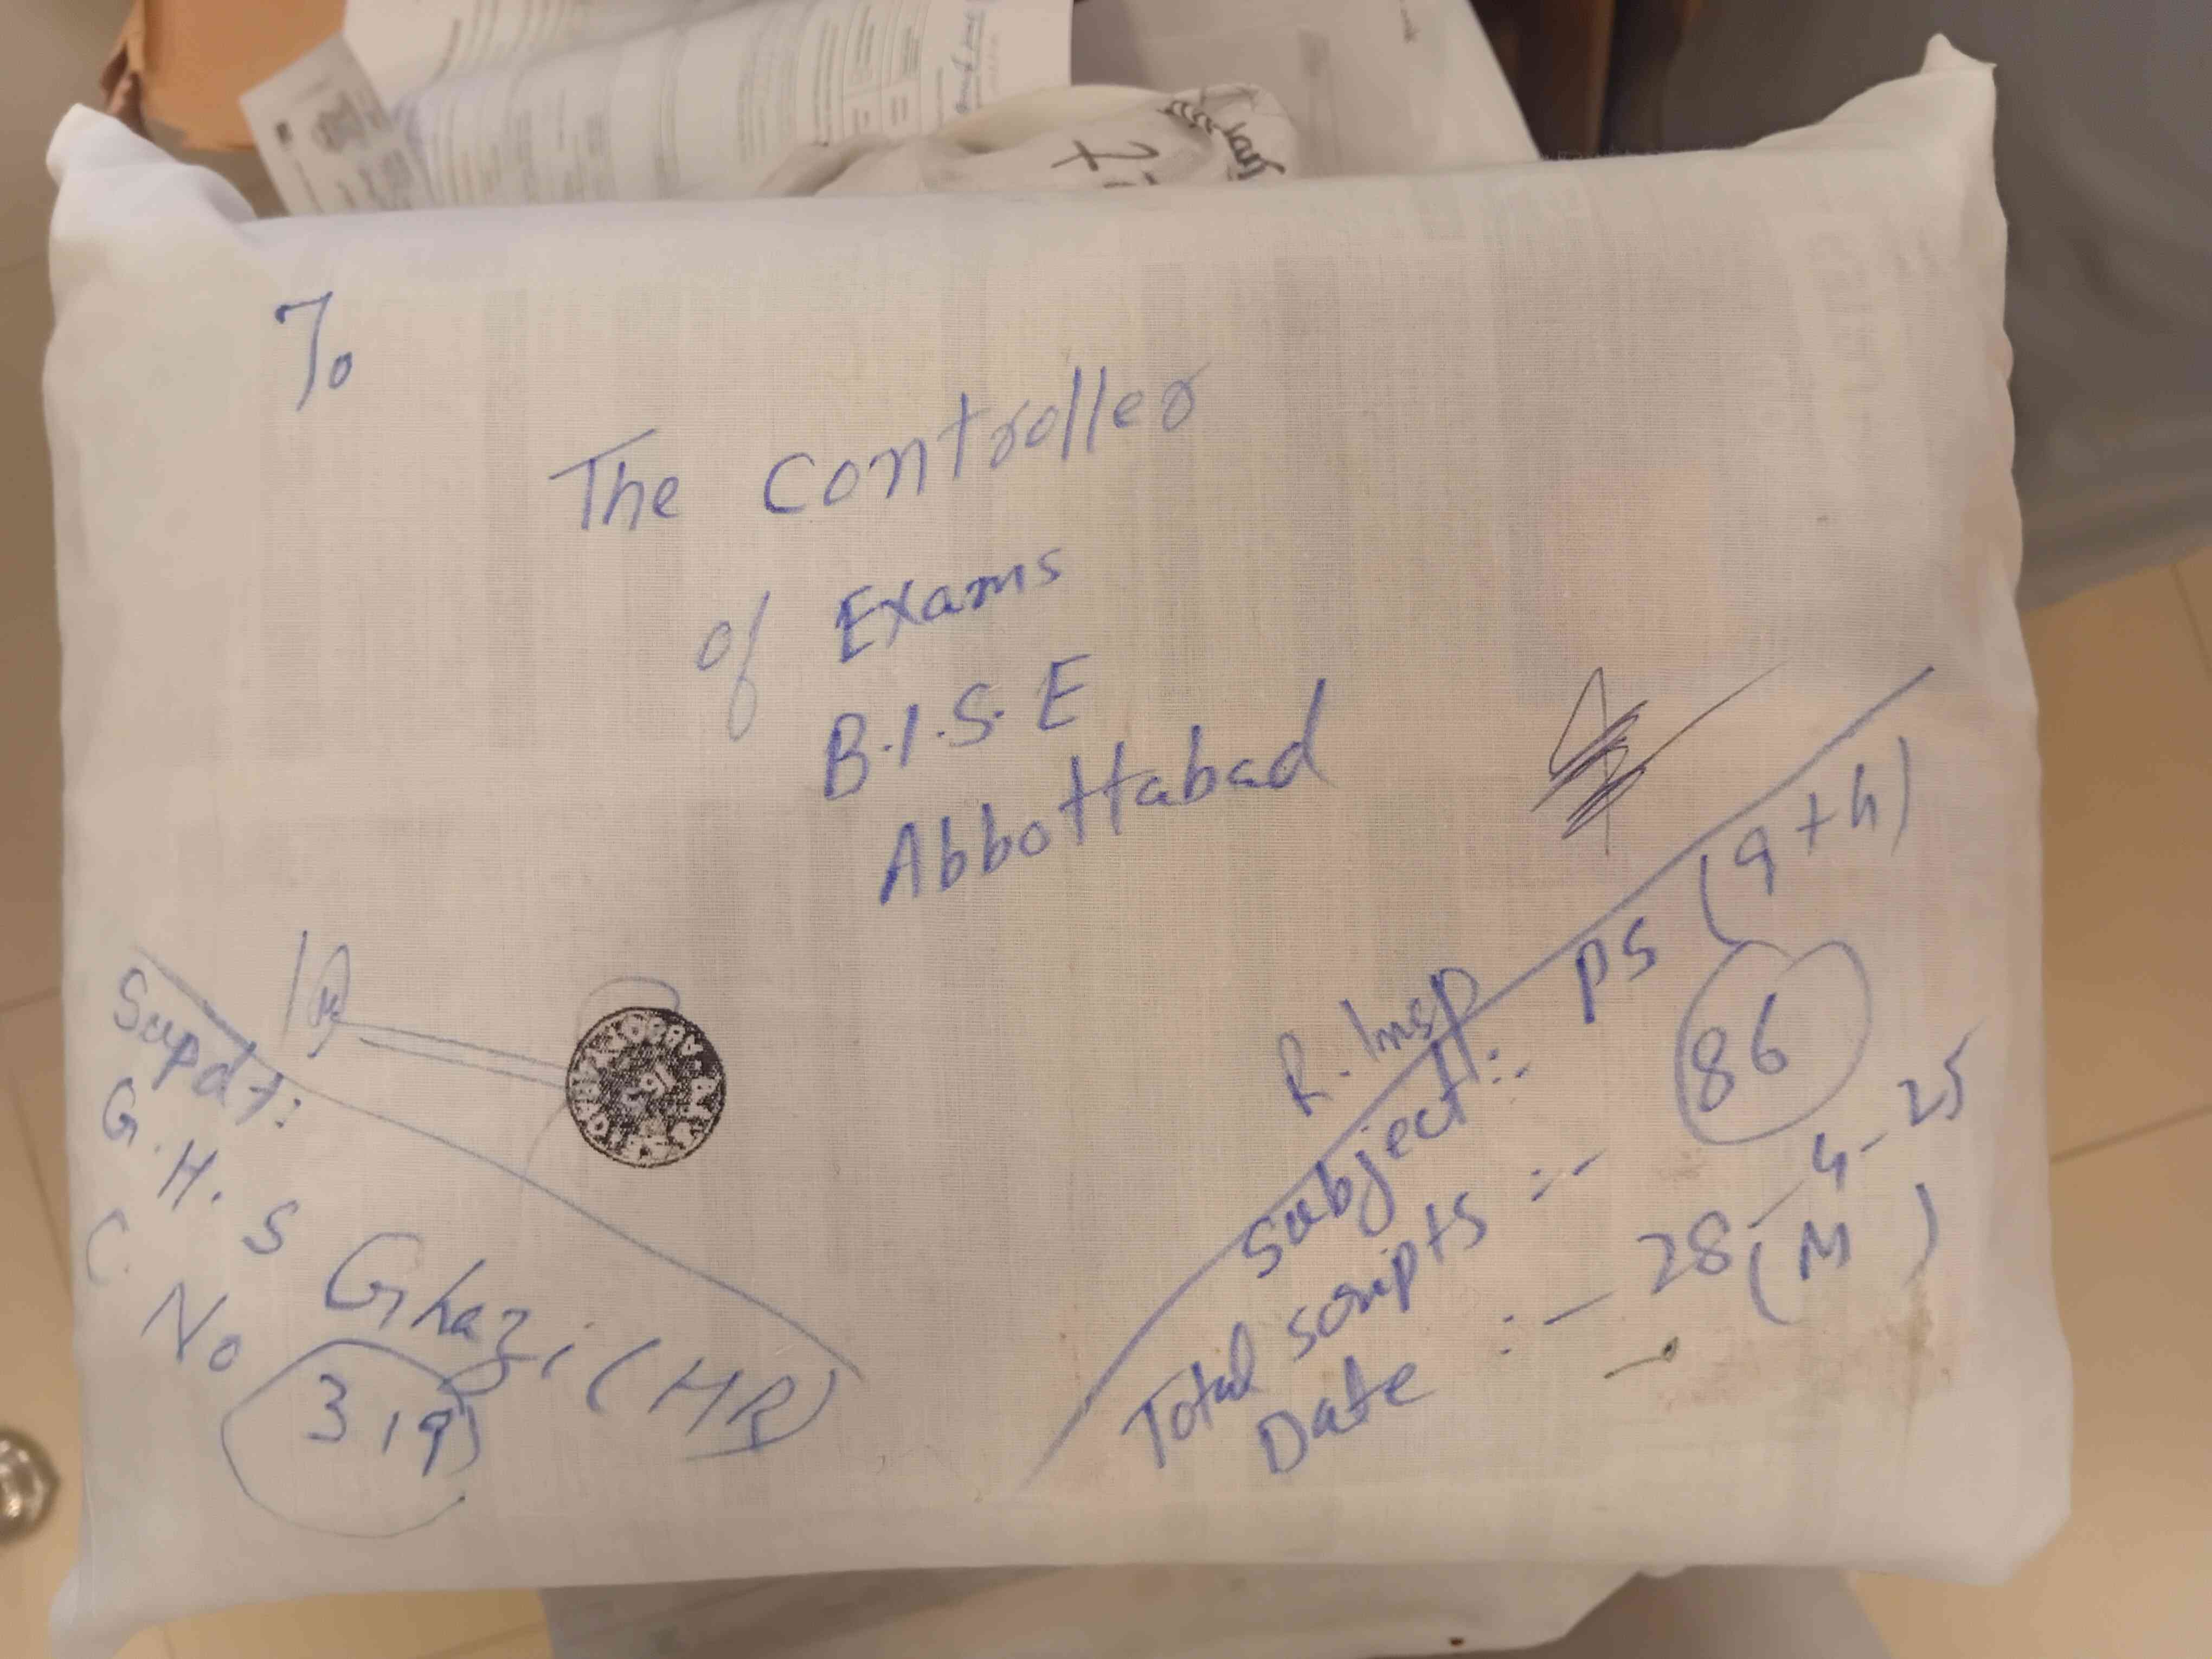 To
The Controller
of Exams
B.I.S.E
Abbottabad
Supdt:
G.H.S Ghazi (HR)
C. No 319
R. Insp
Subject:- PS (9th)
Total scripts :- 86
Date :- 28-4-25
(M)